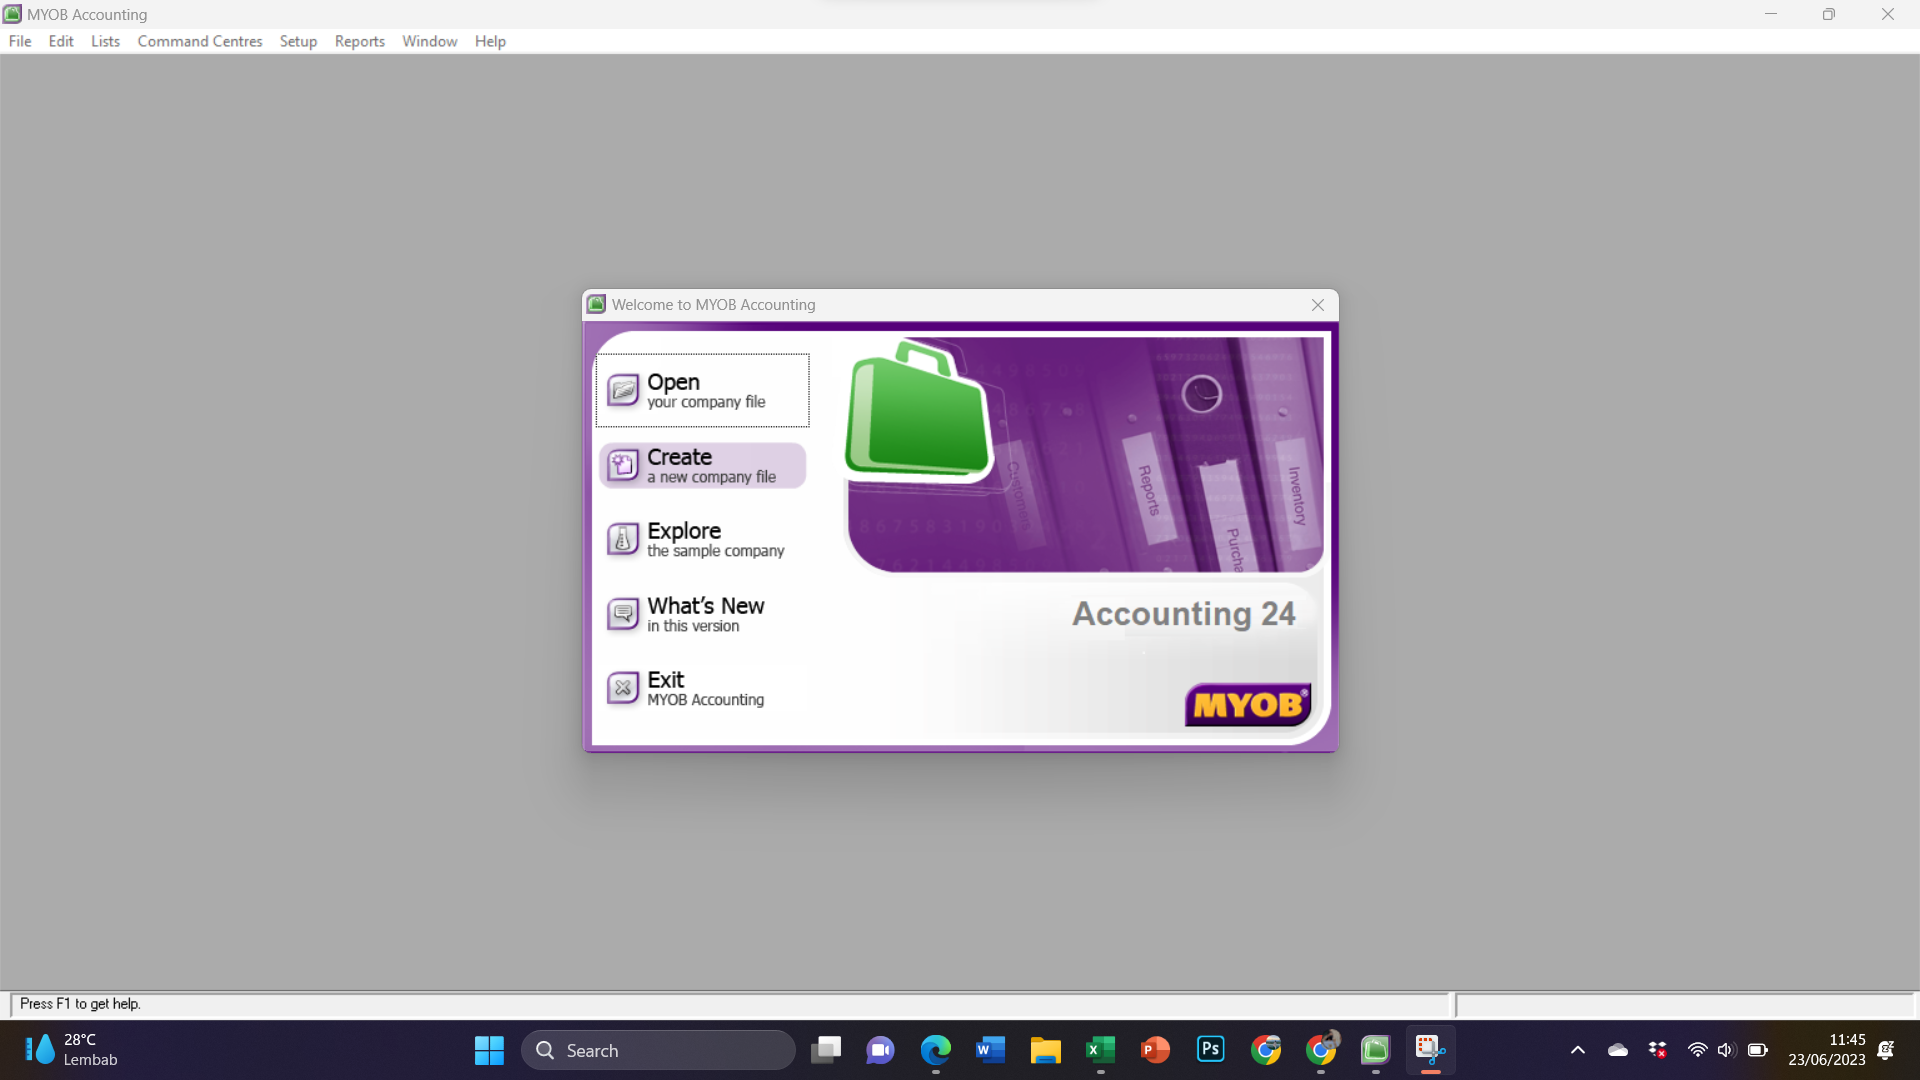 MYOB Accounting
File Edit Lists Command Centres Setup Reports Window Help
Welcome to MYOB Accounting
Open
your company file
Create
a new company file
Explore
the sample company
What's New
in this version
Exit
MYOB Accounting
Customers
Reports
Purcha
Inventory
Accounting 24
MYOB®
Press F1 to get help.
28°C
Lembab
Search
Ps
11:45
23/06/2023